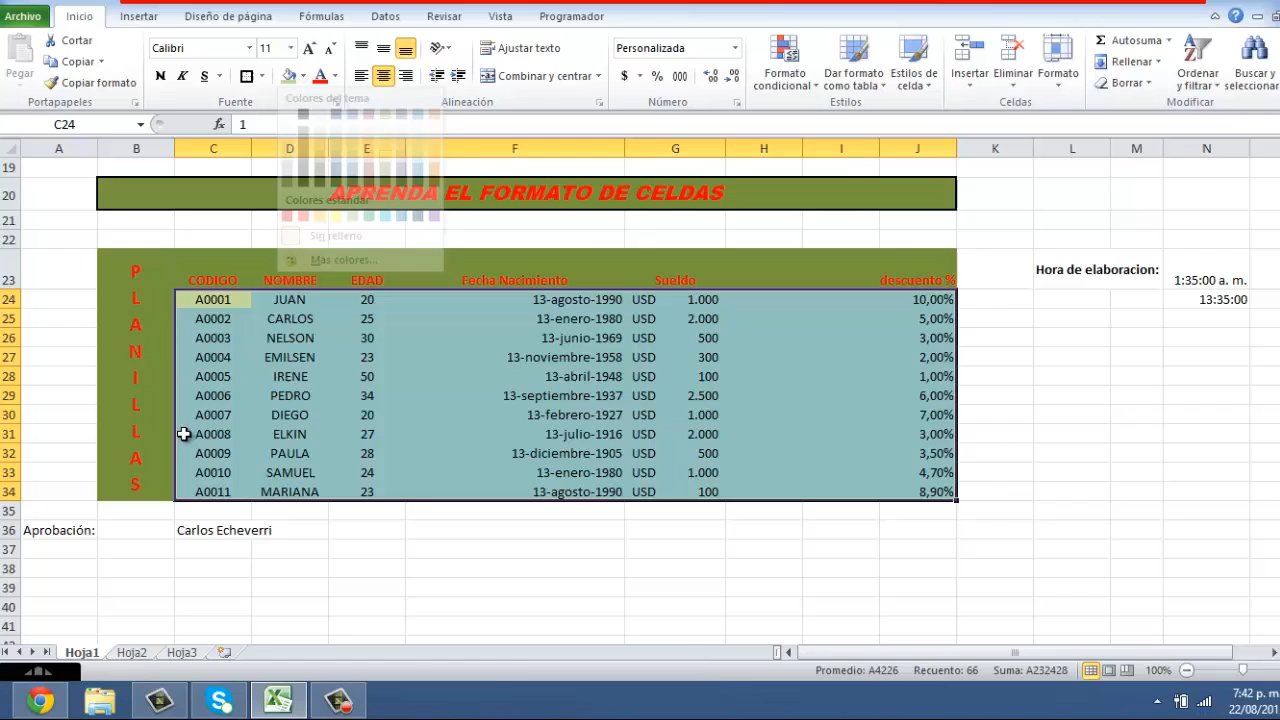 Archivo Inicio Insertar Diseño de página Fórmulas Datos Revisar Vista Programador
Pegar
Cortar
Copiar
Copiar formato
Portapapeles
Calibri 11
N K S
Fuente
Ajustar texto
Combinar y centrar
Alineación
Personalizada
$ % 000
Número
Formato condicional
Dar formato como tabla
Estilos de celda
Estilos
Insertar Eliminar Formato
Celdas
Autosuma
Rellenar
Borrar
Ordenar y filtrar
Buscar y seleccionar
Modificar
Colores del tema
Colores estándar
Sin relleno
Más colores...
C24 fx 1
A B C D E F G H I J K L M N
19
20 APRENDA EL FORMATO DE CELDAS
21
22
23 CODIGO NOMBRE EDAD Fecha Nacimiento Sueldo descuento % Hora de elaboracion: 1:35:00 a. m.
PLANILLAS
24 A0001 JUAN 20 13-agosto-1990 USD 1.000 10,00% 13:35:00
25 A0002 CARLOS 25 13-enero-1980 USD 2.000 5,00%
26 A0003 NELSON 30 13-junio-1969 USD 500 3,00%
27 A0004 EMILSEN 23 13-noviembre-1958 USD 300 2,00%
28 A0005 IRENE 50 13-abril-1948 USD 100 1,00%
29 A0006 PEDRO 34 13-septiembre-1937 USD 2.500 6,00%
30 A0007 DIEGO 20 13-febrero-1927 USD 1.000 7,00%
31 A0008 ELKIN 27 13-julio-1916 USD 2.000 3,00%
32 A0009 PAULA 28 13-diciembre-1905 USD 500 3,50%
33 A0010 SAMUEL 24 13-enero-1980 USD 1.000 4,70%
34 A0011 MARIANA 23 13-agosto-1990 USD 100 8,90%
35
36 Aprobación: Carlos Echeverri
37
38
39
40
41
Hoja1 Hoja2 Hoja3
Promedio: A4226 Recuento: 66 Suma: A232428 100%
7:42 p. m.
22/08/201